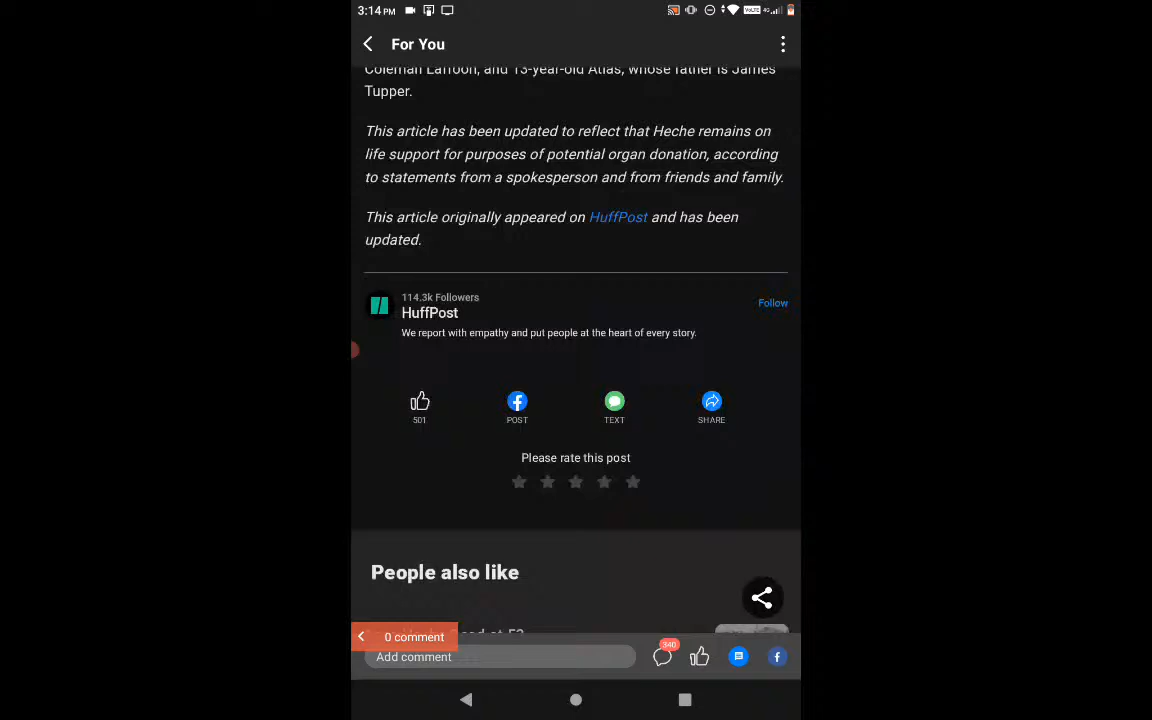 3:14 PM
VoLTE 4G
For You
Coleman Laffoon, and 13-year-old Atlas, whose father is James
Tupper.
This article has been updated to reflect that Heche remains on
life support for purposes of potential organ donation, according
to statements from a spokesperson and from friends and family.
This article originally appeared on HuffPost and has been
updated.
114.3k Followers
HuffPost
Follow
We report with empathy and put people at the heart of every story.
501
POST
TEXT
SHARE
Please rate this post
People also like
0 comment
340
Add comment